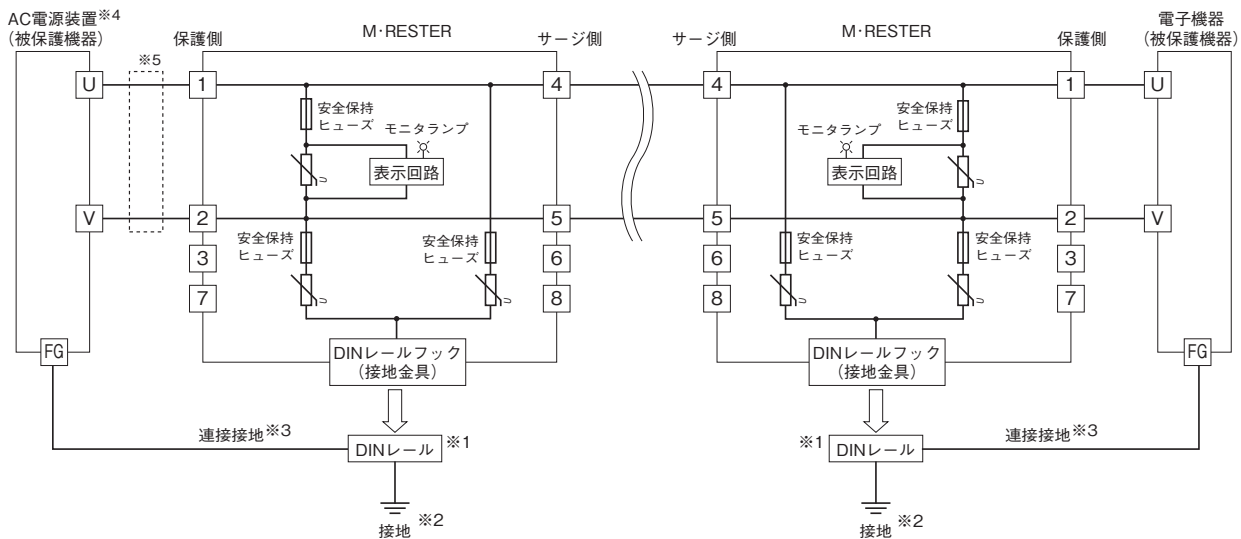 AC電源装置※4
(被保護機器)
保護側
M·RESTER
サージ側
サージ側
M·RESTER
保護側
電子機器
(被保護機器)
※5
U
1
4
4
1
U
安全保持
ヒューズ
モニタランプ
表示回路
モニタランプ
表示回路
安全保持
ヒューズ
V
2
5
5
2
V
安全保持
ヒューズ
安全保持
ヒューズ
安全保持
ヒューズ
安全保持
ヒューズ
3
6
6
3
7
8
8
7
FG
DINレールフック
(接地金具)
DINレールフック
(接地金具)
FG
連接接地※3
DINレール
※1
※1
DINレール
連接接地※3
接地
※2
接地
※2